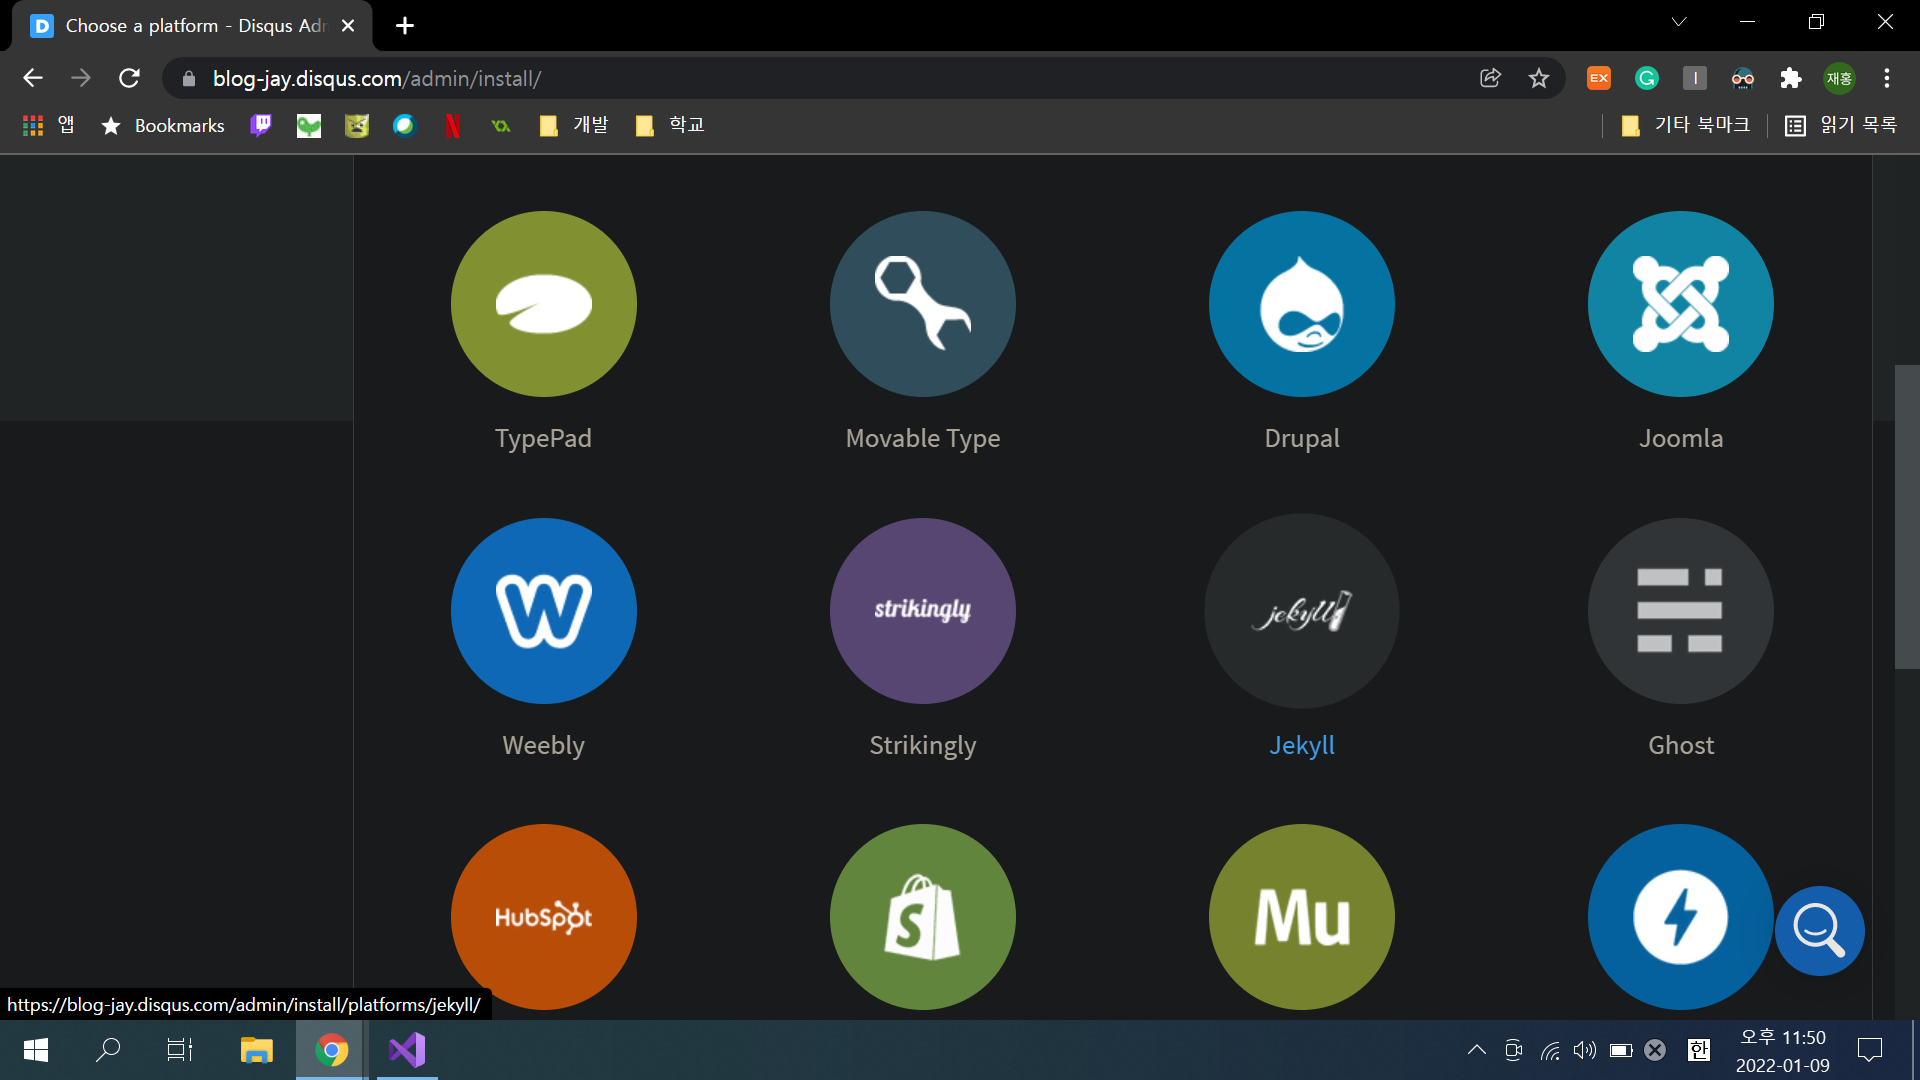 Choose a platform - Disqus Adm
blog-jay.disqus.com/admin/install/
EX
재홍
앱
Bookmarks
개발
학교
기타 북마크
읽기 목록
TypePad
Movable Type
Drupal
Joomla
W
strikingly
jekyll
Weebly
Strikingly
Jekyll
Ghost
HubSpot
S
Mu
https://blog-jay.disqus.com/admin/install/platforms/jekyll/
한
오후 11:50
2022-01-09